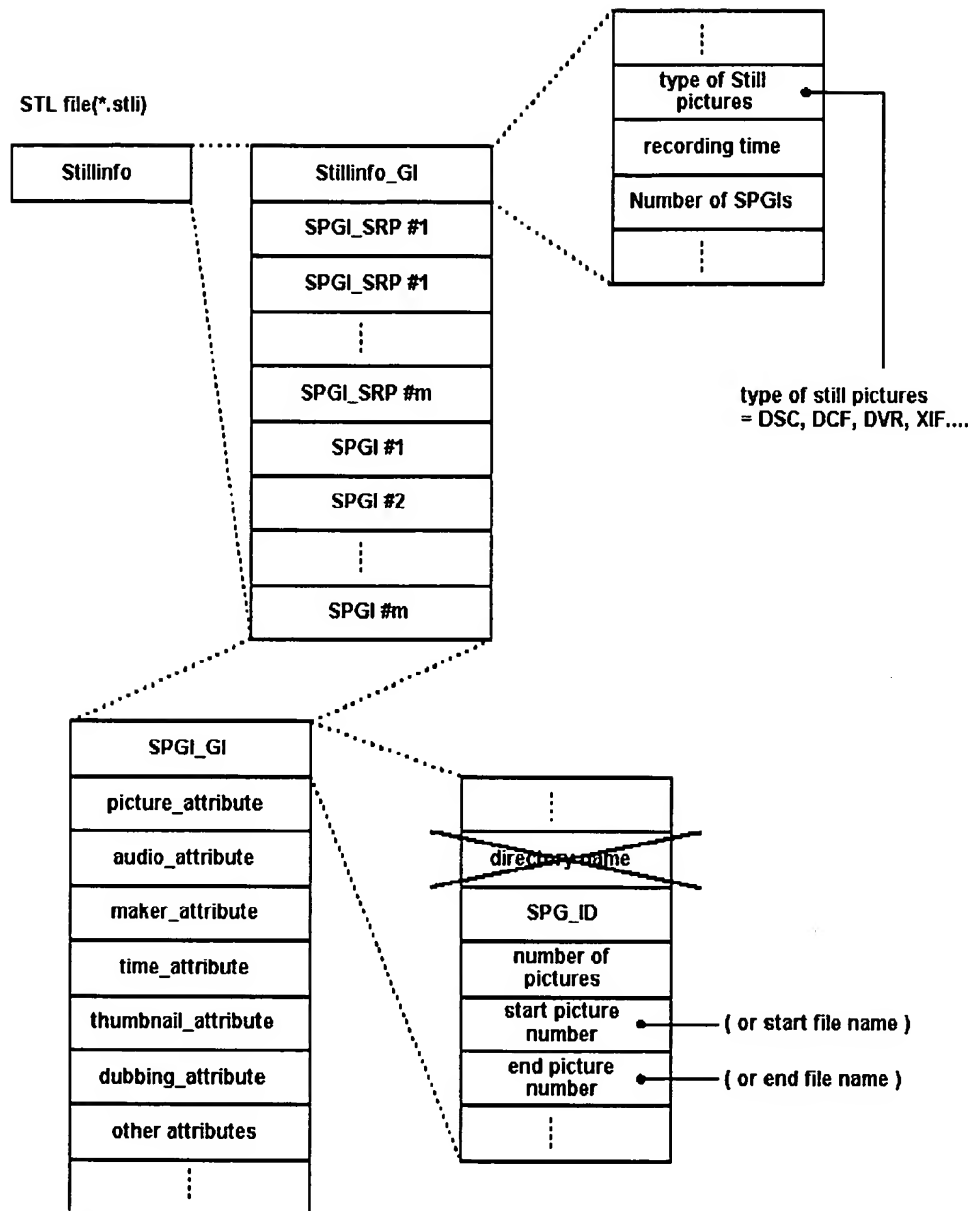 STL file(*.stli)
Stillinfo
Stillinfo_GI
SPGI_SRP #1
SPGI_SRP #1
SPGI_SRP #m
SPGI #1
SPGI #2
SPGI #m
type of Still
pictures
recording time
Number of SPGIs
type of still pictures
= DSC, DCF, DVR, XIF....
SPGI_GI
picture_attribute
audio_attribute
maker_attribute
time_attribute
thumbnail_attribute
dubbing_attribute
other attributes
directory name
SPG_ID
number of
pictures
start picture
number
( or start file name )
end picture
number
( or end file name )